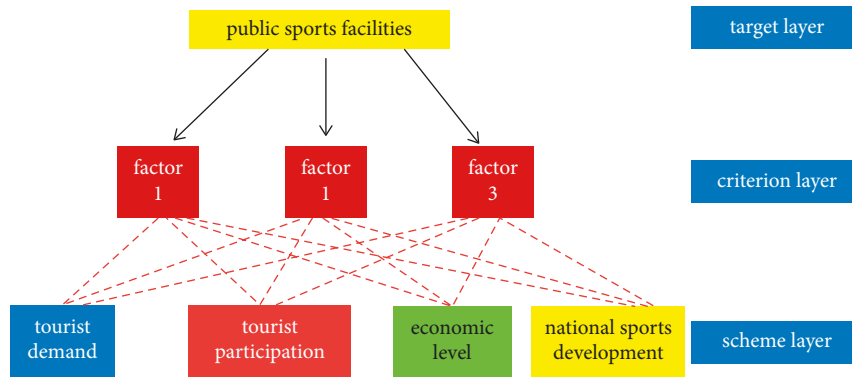 public sports facilities
target layer
factor
1
factor
1
factor
3
criterion layer
tourist
demand
tourist
participation
economic
level
national sports
development
scheme layer